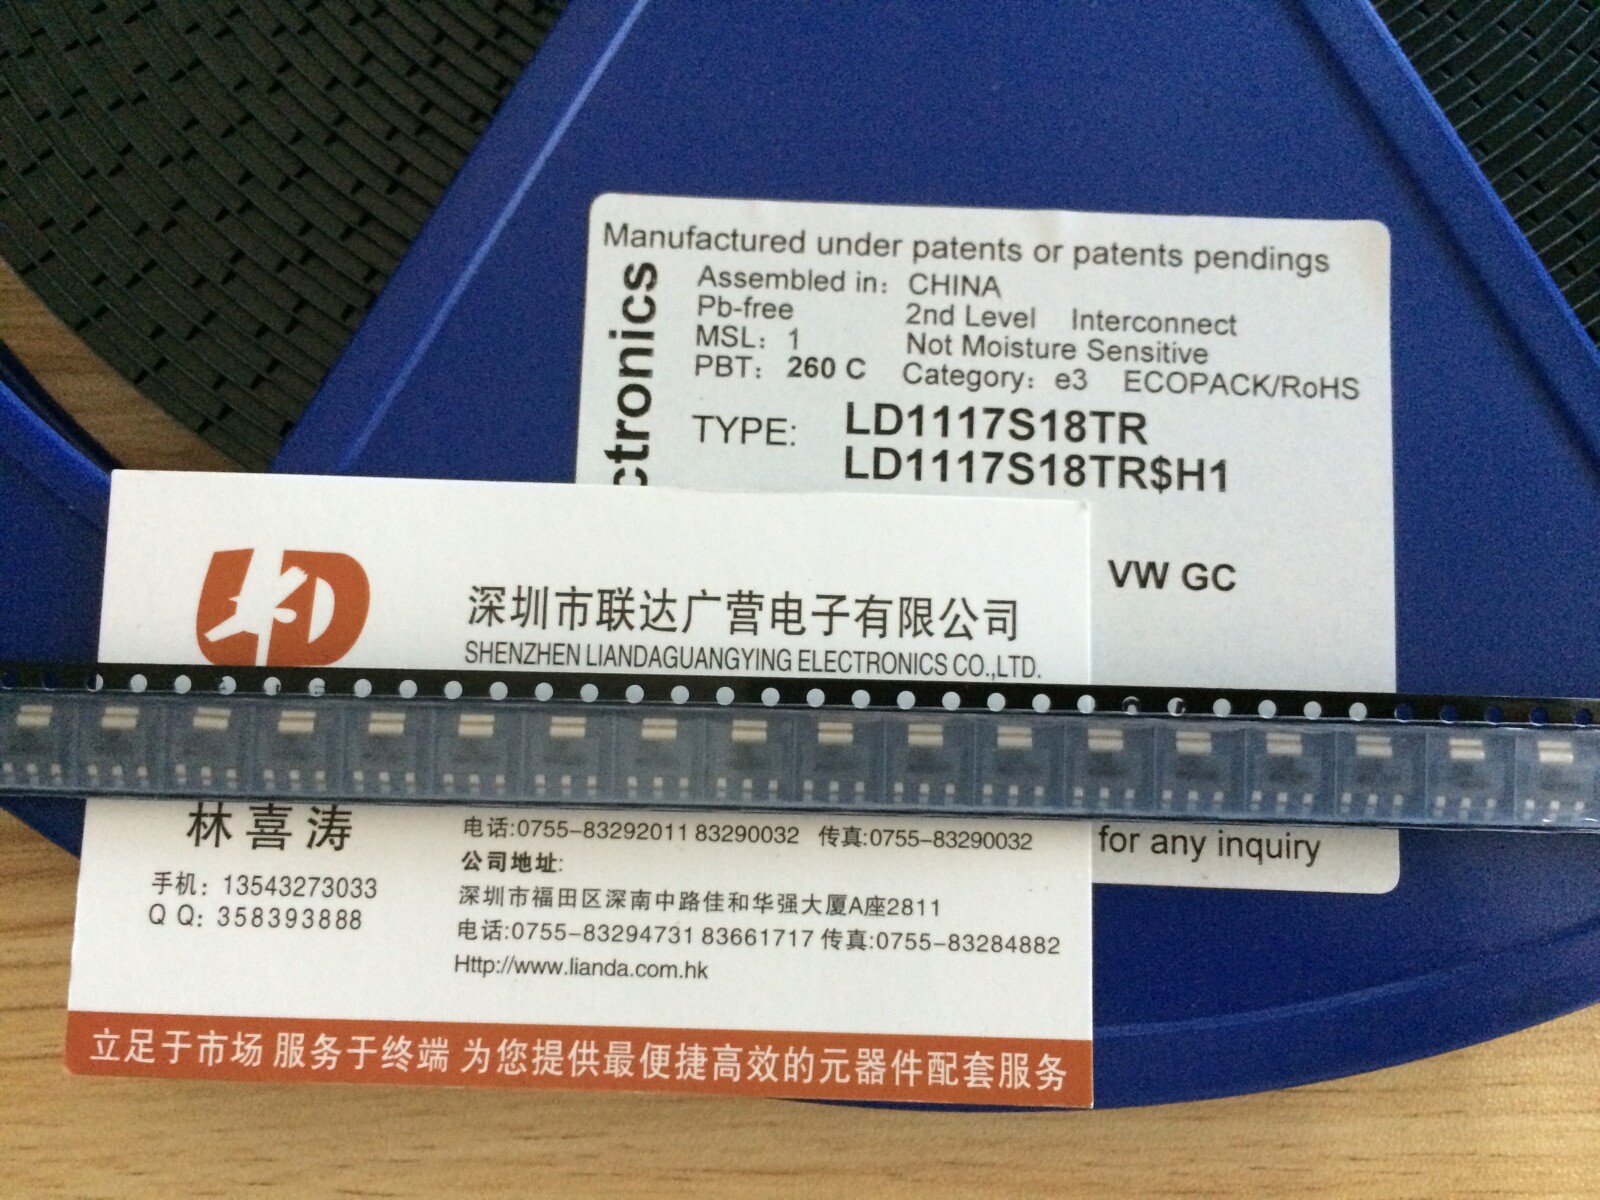 Manufactured under patents or patents pendings
Assembled in: CHINA
Pb-free 2nd Level Interconnect
MSL: 1 Not Moisture Sensitive
PBT: 260 C Category: e3 ECOPACK/RoHS
TYPE: LD1117S18TR
LD1117S18TR$H1
ctronics
VW GC
for any inquiry
LD
深圳市联达广营电子有限公司
SHENZHEN LIANDAGUANGYING ELECTRONICS CO.,LTD.
林喜涛
手机: 13543273033
Q Q: 358393888
电话:0755-83292011 83290032 传真:0755-83290032
公司地址:
深圳市福田区深南中路佳和华强大厦A座2811
电话:0755-83294731 83661717 传真:0755-83284882
Http://www.lianda.com.hk
立足于市场 服务于终端 为您提供最便捷高效的元器件配套服务